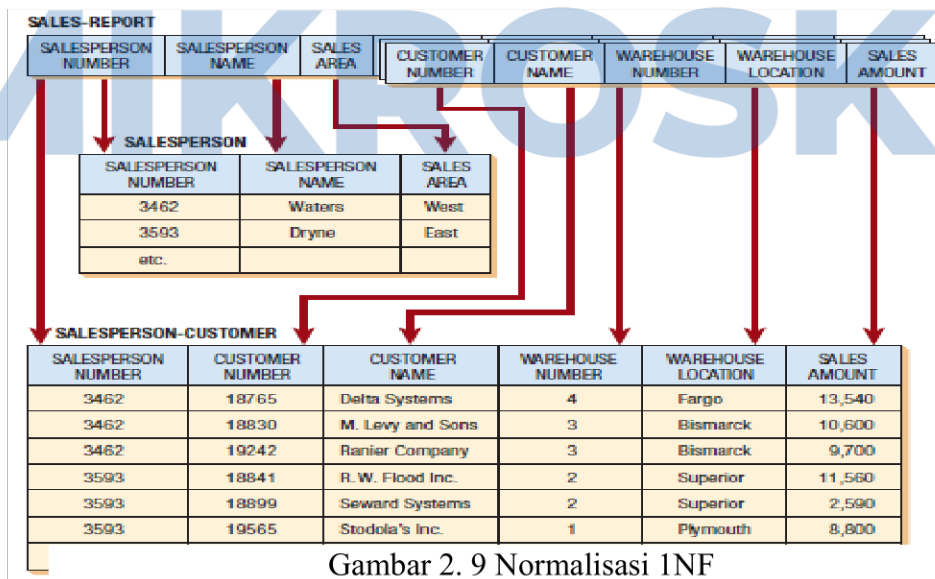 SALES-REPORT
SALESPERSON NUMBER SALESPERSON NAME SALES AREA CUSTOMER NUMBER CUSTOMER NAME WAREHOUSE NUMBER WAREHOUSE LOCATION SALES AMOUNT
MIKROSK
SALESPERSON
SALESPERSON NUMBER SALESPERSON NAME SALES AREA
3462 Waters West
3593 Dryne East
etc.
SALESPERSON-CUSTOMER
SALESPERSON NUMBER CUSTOMER NUMBER CUSTOMER NAME WAREHOUSE NUMBER WAREHOUSE LOCATION SALES AMOUNT
3462 18765 Delta Systems 4 Fargo 13,540
3462 18830 M. Levy and Sons 3 Bismarck 10,600
3462 19242 Ranier Company 3 Bismarck 9,700
3593 18841 R.W. Flood Inc. 2 Superior 11,560
3593 18899 Seward Systems 2 Superior 2,590
3593 19565 Stodola's Inc. 1 Plymouth 8,800
Gambar 2. 9 Normalisasi 1NF